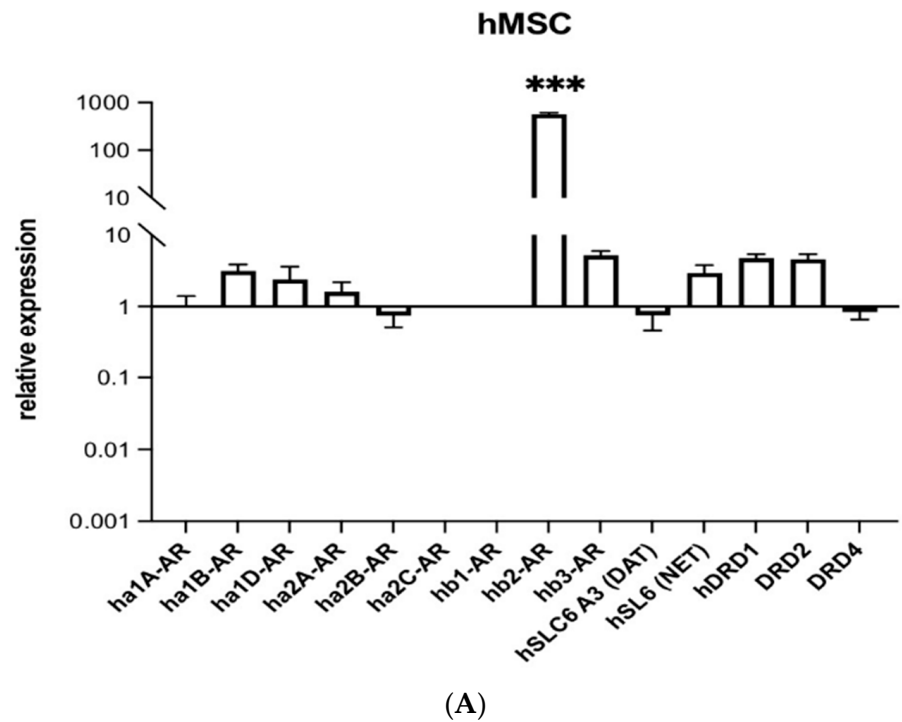 hMSC
***
1000
100
10
10
1
0.1
0.01
0.001
relative expression
ha1A-AR
ha1B-AR
ha1D-AR
ha2A-AR
ha2B-AR
ha2C-AR
hb1-AR
hb2-AR
hb3-AR
hSLC6 A3 (DAT)
hSL6 (NET)
hDRD1
DRD2
DRD4
(A)